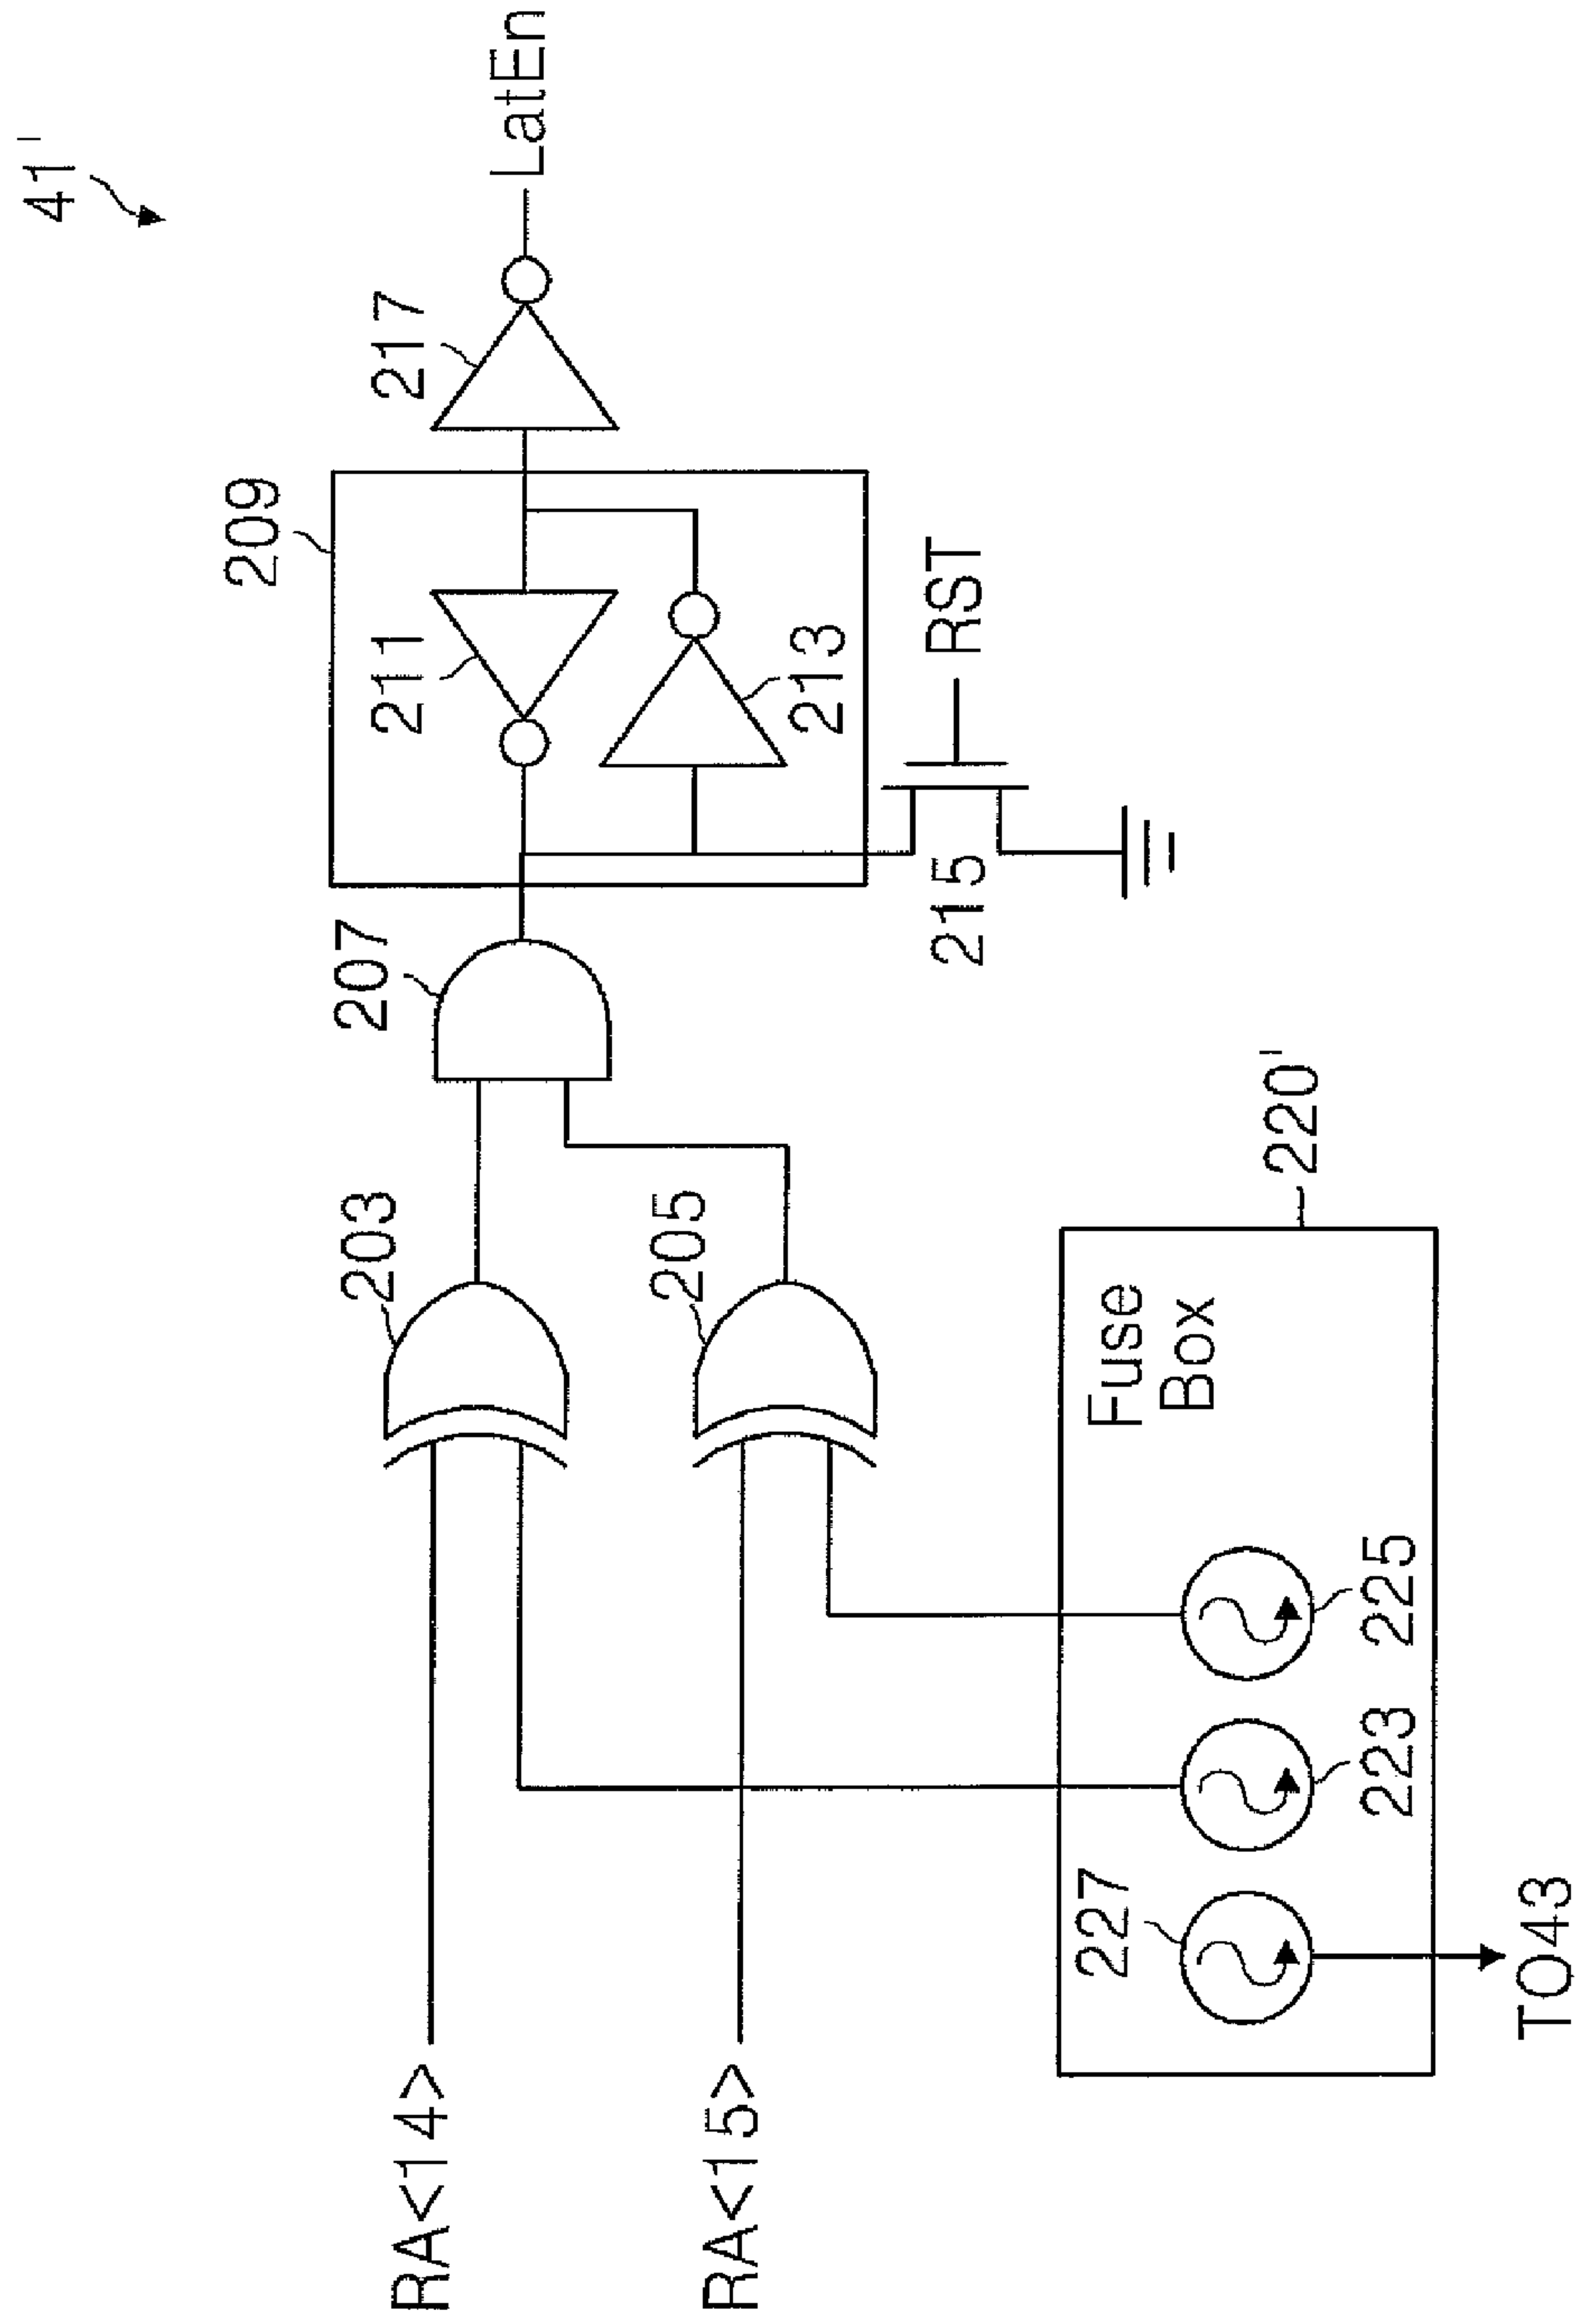 41'
RA<14>
RA<15>
203
205
207
209
211
213
215
RST
217
LatEn
220'
Fuse
Box
227
223
225
TO43